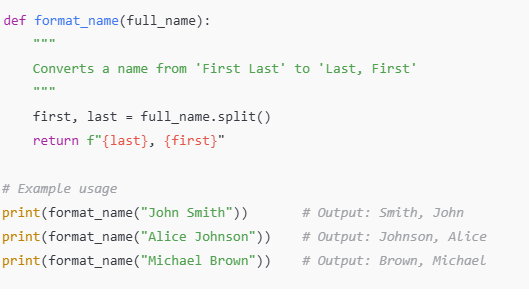 def format_name(full_name):
    """
    Converts a name from 'First Last' to 'Last, First'
    """
    first, last = full_name.split()
    return f"{last}, {first}"
# Example usage
print(format_name("John Smith"))       # Output: Smith, John
print(format_name("Alice Johnson"))    # Output: Johnson, Alice
print(format_name("Michael Brown"))    # Output: Brown, Michael